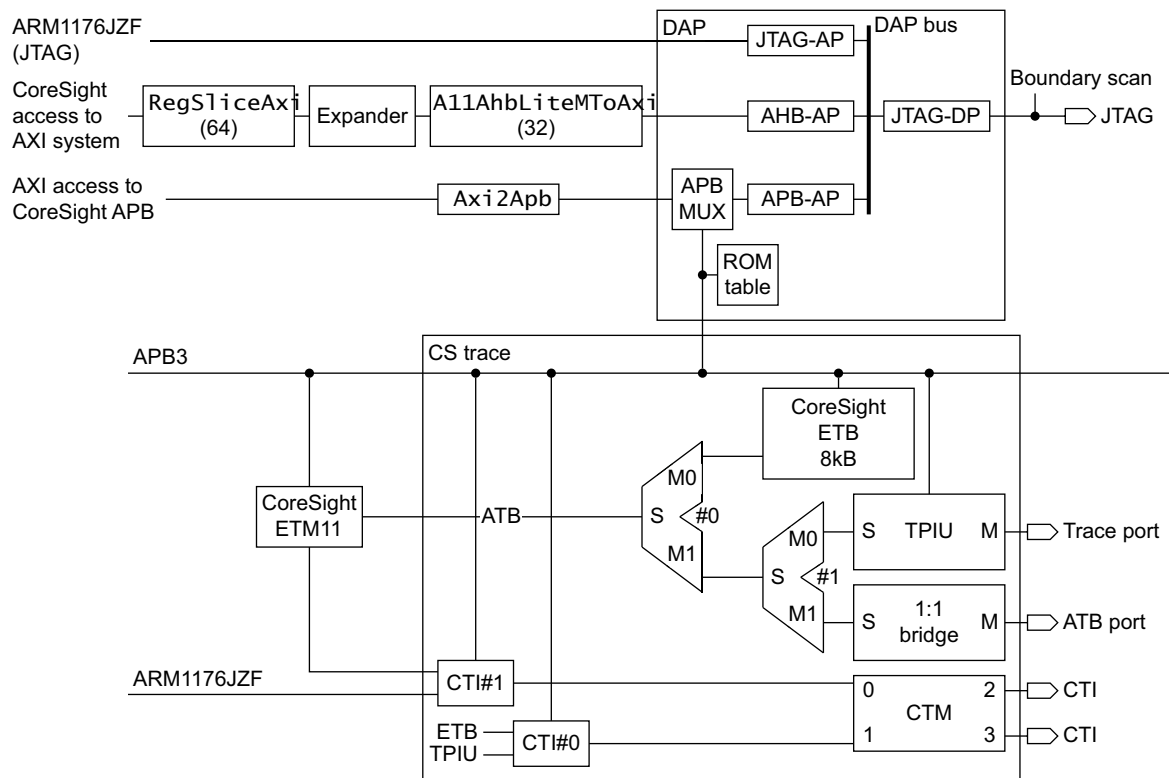 ARM1176JZF
(JTAG)
DAP
JTAG-AP
DAP bus
CoreSight
access to
AXI system
RegSliceAxi
(64)
Expander
A11AhbLiteMToAxi
(32)
AHB-AP
JTAG-DP
Boundary scan
JTAG
AXI access to
CoreSight APB
Axi2Apb
APB
MUX
APB-AP
ROM
table
APB3
CS trace
CoreSight
ETB
8kB
CoreSight
ETM11
ATB
S
M0
#0
M1
S
M0
#1
M1
S TPIU M
Trace port
S 1:1 M
bridge
ATB port
ARM1176JZF
CTI#1
ETB
TPIU
CTI#0
0 2
CTM
1 3
CTI
CTI